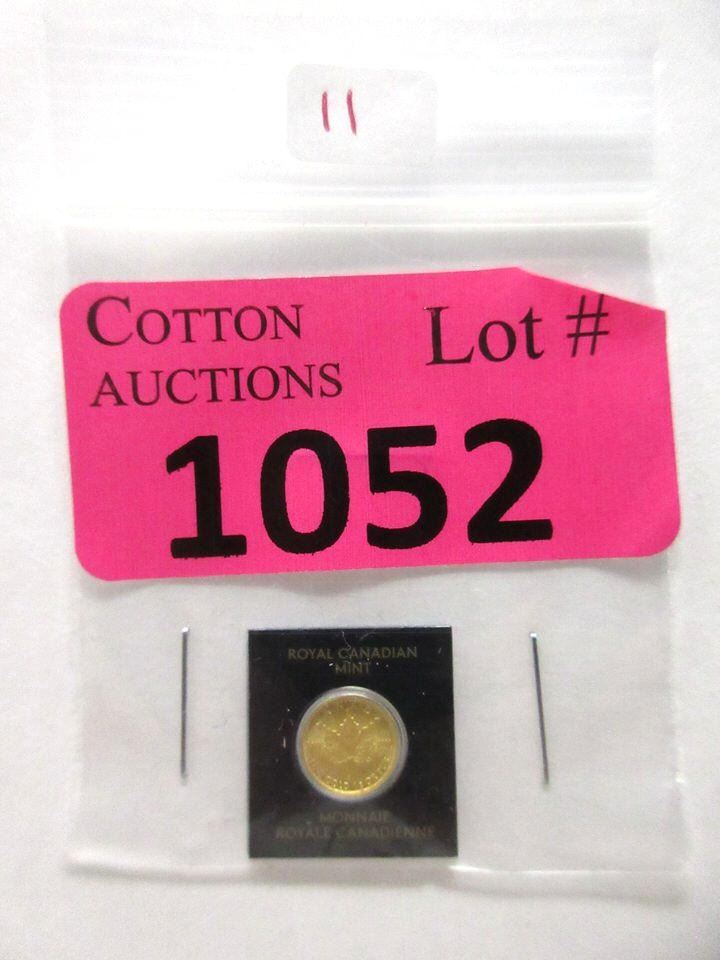 11
COTTON
AUCTIONS
Lot #
1052
ROYAL CANADIAN
MINT
MONNAIE
ROYALE CANADIENNE